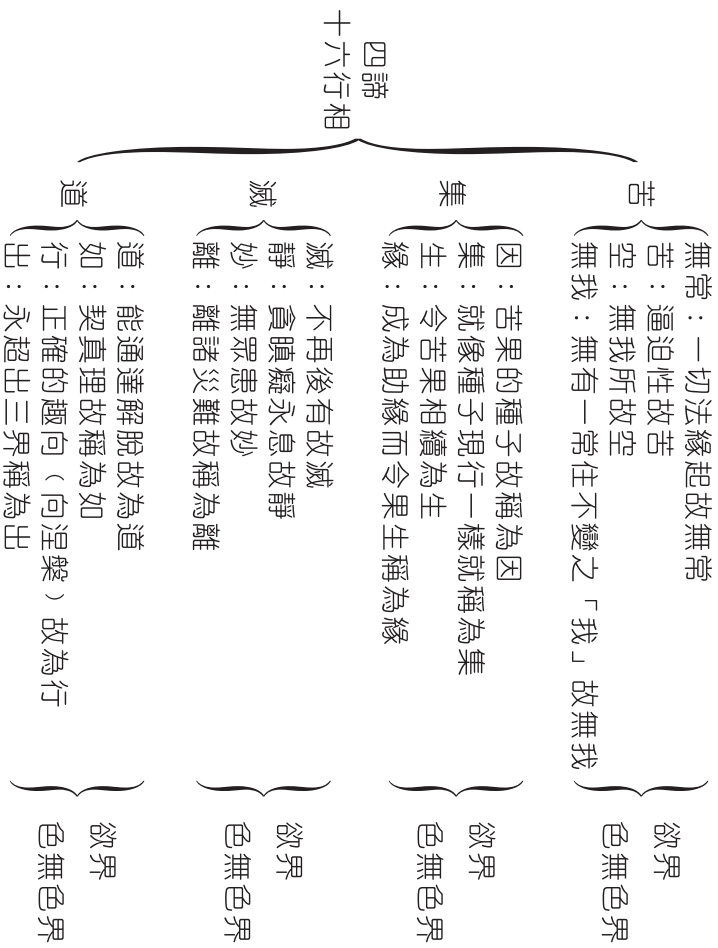 四諦
十六行相
苦
無常：一切法緣起故無常
苦：逼迫性故苦
空：無我所故空
無我：無有一常住不變之「我」故無我
欲界
色無色界
集
因：苦果的種子故稱為因
集：就像種子現行一樣就稱為集
生：令苦果相續為生
緣：成為助緣而令果生稱為緣
欲界
色無色界
滅
滅：不再後有故滅
靜：貪瞋癡永息故靜
妙：無眾患故妙
離：離諸災難故稱為離
欲界
色無色界
道
道：能通達解脫故為道
如：契真理故稱為如
行：正確的趣向（向涅槃）故為行
出：永超出三界稱為出
欲界
色無色界